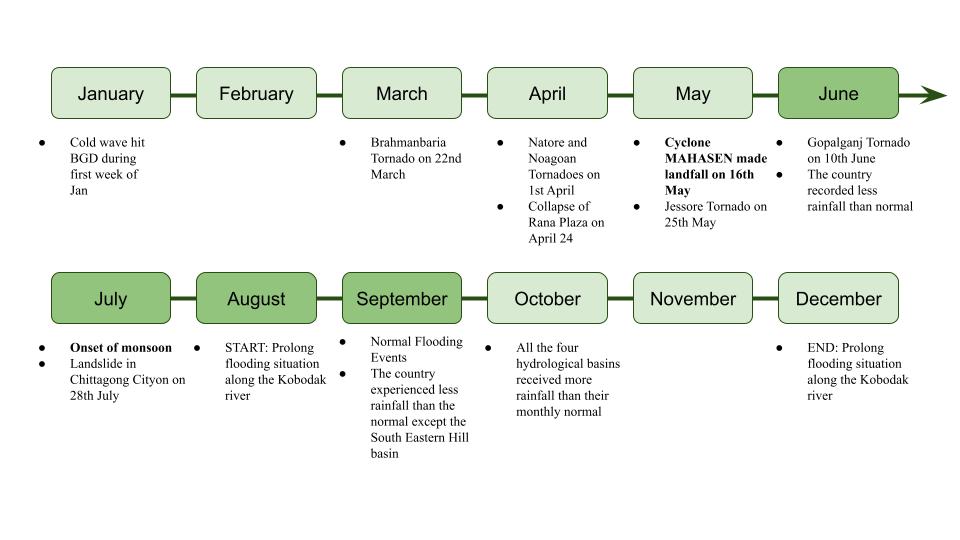 January
February
March
April
May
June
● Cold wave hit
BGD during
first week of
Jan
● Brahmanbaria
Tornado on 22nd
March
● Natore and
Noagoan
Tornadoes on
1st April
● Collapse of
Rana Plaza on
April 24
● Cyclone
MAHASEN made
landfall on 16th
May
● Jessore Tornado on
25th May
● Gopalganj Tornado
on 10th June
● The country
recorded less
rainfall than normal
July
August
September
October
November
December
● Onset of monsoon
● Landslide in
Chittagong Cityon on
28th July
● START: Prolong
flooding situation
along the Kobodak
river
● Normal Flooding
Events
● The country
experienced less
rainfall than the
normal except the
South Eastern Hill
basin
● All the four
hydrological basins
received more
rainfall than their
monthly normal
● END: Prolong
flooding situation
along the Kobodak
river